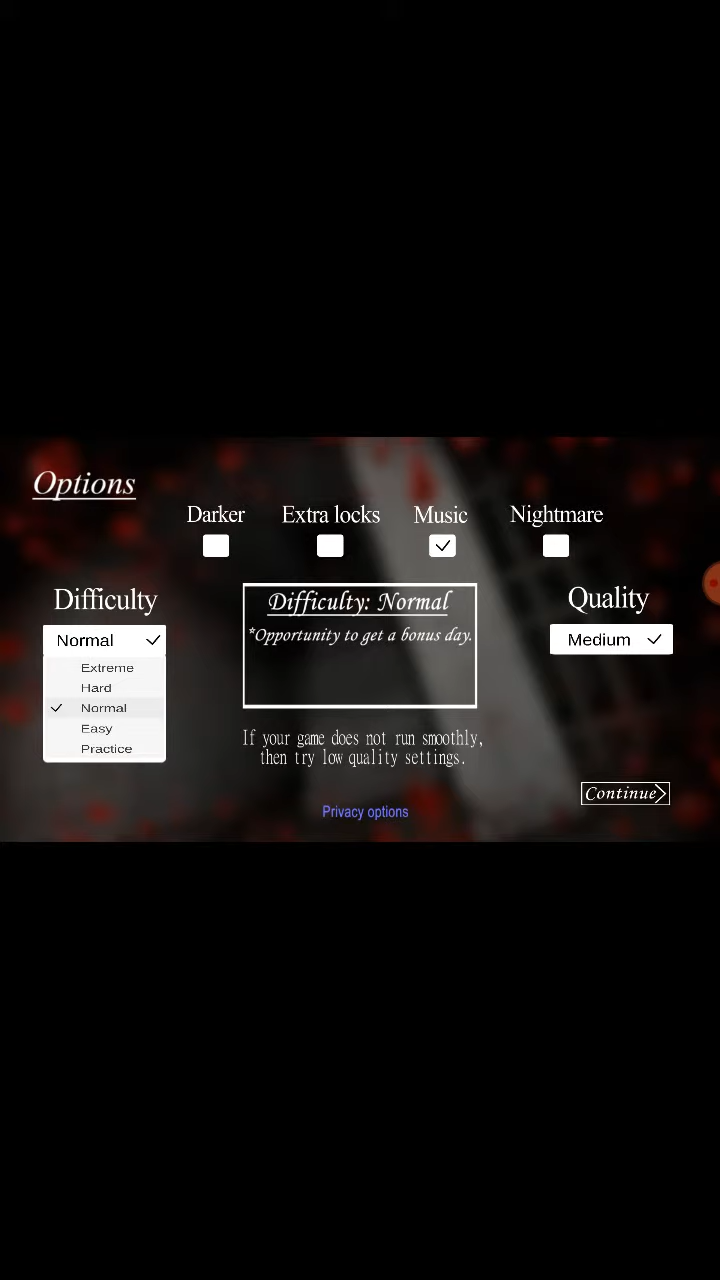 Options
Darker
Extra locks
Music
Nightmare
Difficulty
Normal
Extreme
Hard
Normal
Easy
Practice
Difficulty: Normal
*Opportunity to get a bonus day.
Quality
Medium
If your game does not run smoothly,
then try low quality settings.
Privacy options
Continue